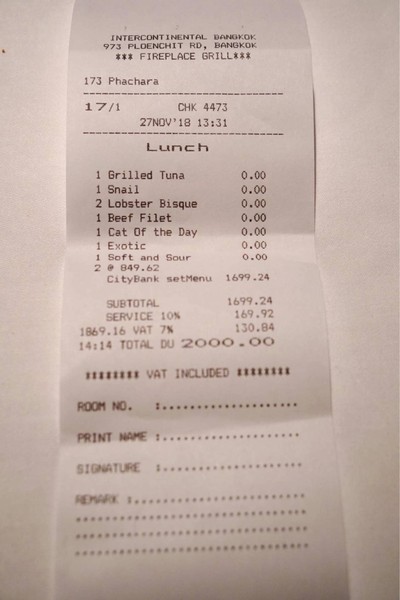 INTERCONTINENTAL BANGKOK
973 PLOENCHIT RD, BANGKOK
*** FIREPLACE GRILL***
173 Phachara
17/1 CHK 4473
27NOV'18 13:31
Lunch
1 Grilled Tuna 0.00
1 Snail 0.00
2 Lobster Bisque 0.00
1 Beef Filet 0.00
1 Cat Of the Day 0.00
1 Exotic 0.00
1 Soft and Sour 0.00
2 @ 849.62
CityBank setMenu 1699.24
SUBTOTAL 1699.24
SERVICE 10% 169.92
1869.16 VAT 7% 130.84
14:14 TOTAL DU 2000.00
******** VAT INCLUDED ********
ROOM NO. :....................
PRINT NAME :....................
SIGNATURE :....................
REMARK :.........................